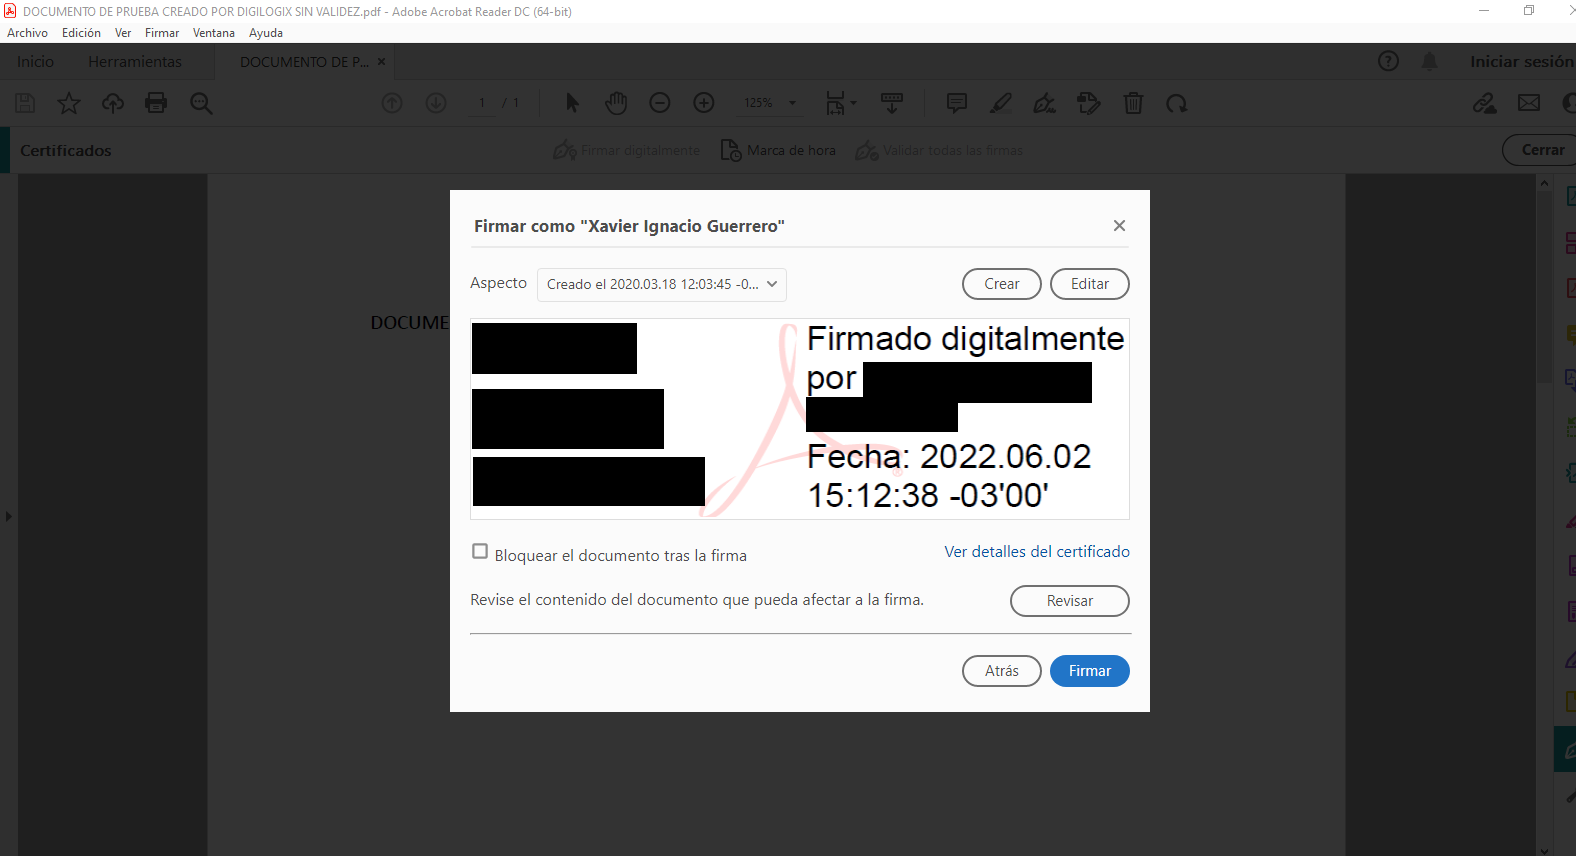 DOCUMENTO DE PRUEBA CREADO POR DIGILOGIX SIN VALIDEZ.pdf - Adobe Acrobat Reader DC (64-bit)
Archivo Edición Ver Firmar Ventana Ayuda
Inicio Herramientas DOCUMENTO DE P... Iniciar sesión
1 / 1 125%
Certificados Firmar digitalmente Marca de hora Validar todas las firmas Cerrar
Firmar como "Xavier Ignacio Guerrero"
Aspecto Creado el 2020.03.18 12:03:45 -0... Crear Editar
DOCUME
Firmado digitalmente
por
Fecha: 2022.06.02
15:12:38 -03'00'
Bloquear el documento tras la firma Ver detalles del certificado
Revise el contenido del documento que pueda afectar a la firma. Revisar
Atrás Firmar